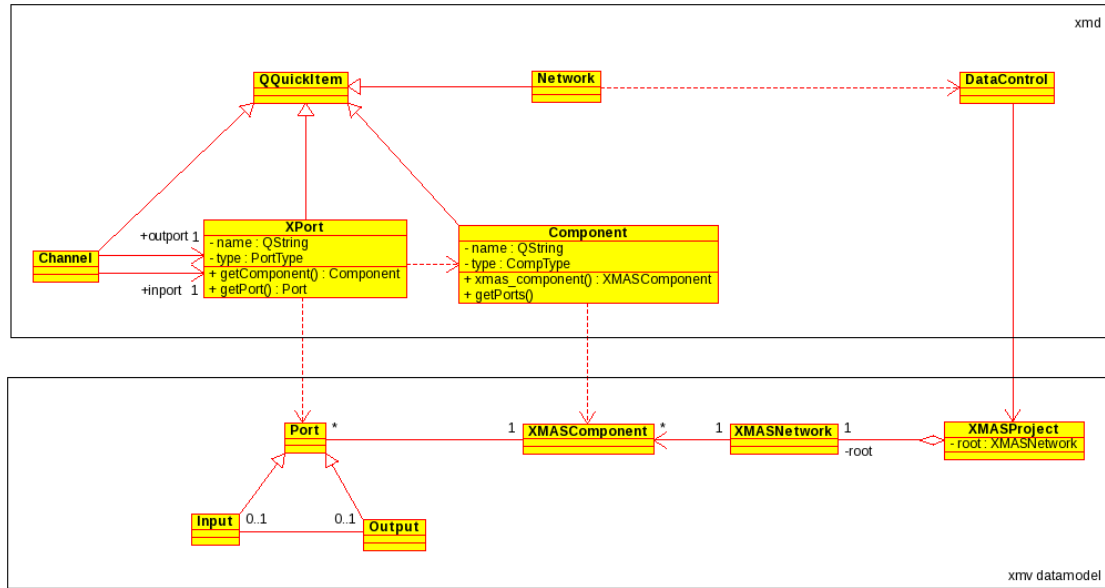 xmd
QQuickItem
Network
DataControl
XPort
- name : QString
- type : PortType
+ getComponent() : Component
+ getPort() : Port
Component
- name : QString
- type : CompType
+ xmas_component() : XMASComponent
+ getPorts()
Channel
+outport 1
+inport 1
Port
*
1
XMASComponent
*
1
XMASNetwork
1
-root
XMASProject
- root : XMASNetwork
Input
0..1
0..1
Output
xmv datamodel